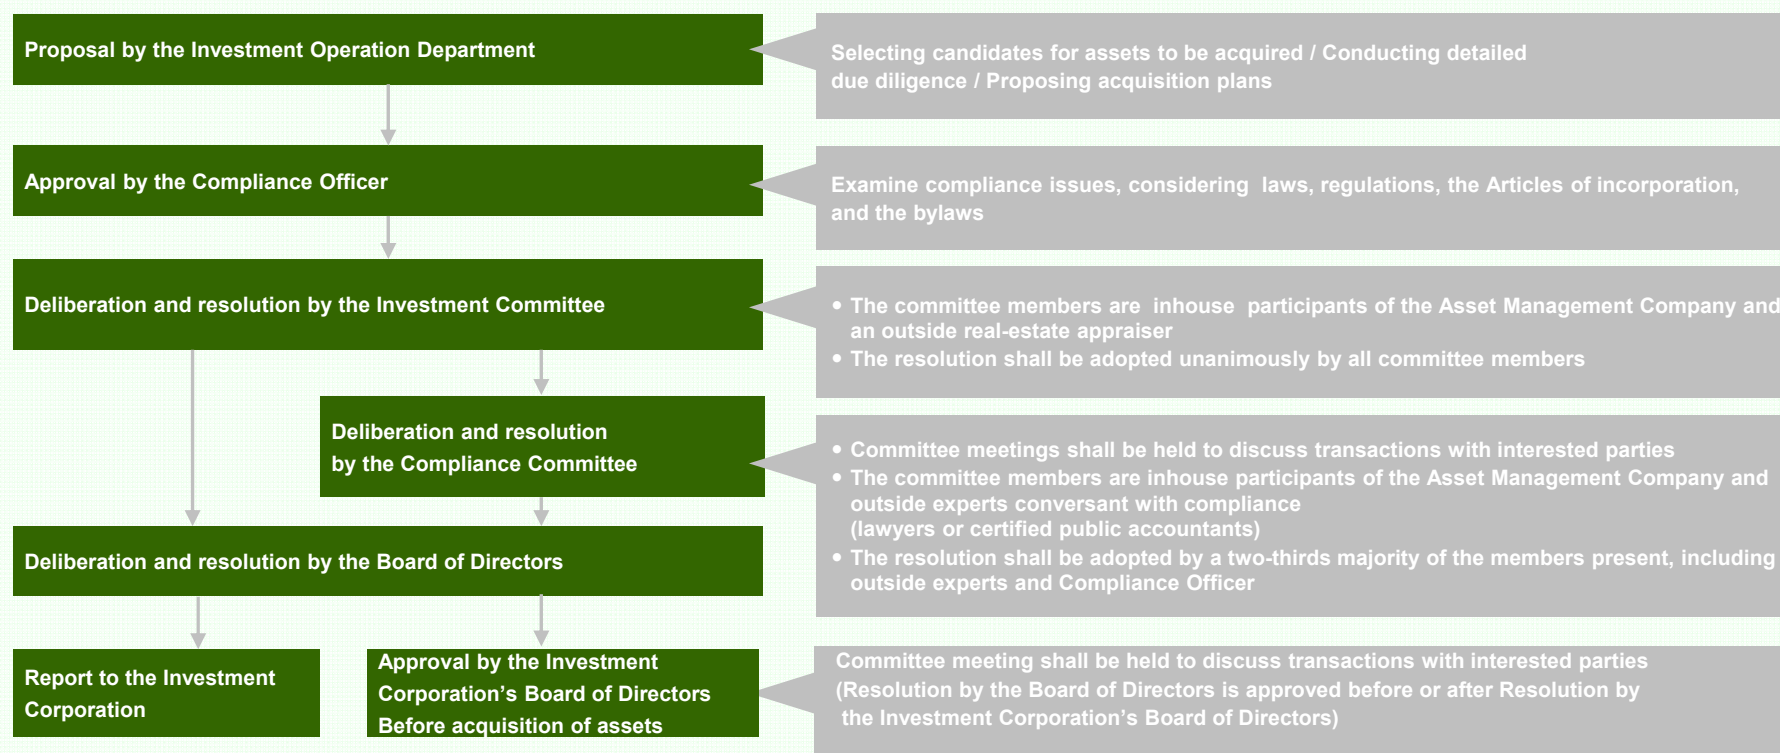 Proposal by the Investment Operation Department
Selecting candidates for assets to be acquired / Conducting detailed
due diligence / Proposing acquisition plans
Approval by the Compliance Officer
Examine compliance issues, considering laws, regulations, the Articles of incorporation,
and the bylaws
Deliberation and resolution by the Investment Committee
• The committee members are inhouse participants of the Asset Management Company and
an outside real-estate appraiser
• The resolution shall be adopted unanimously by all committee members
Deliberation and resolution
by the Compliance Committee
• Committee meetings shall be held to discuss transactions with interested parties
• The committee members are inhouse participants of the Asset Management Company and
outside experts conversant with compliance
(lawyers or certified public accountants)
• The resolution shall be adopted by a two-thirds majority of the members present, including
outside experts and Compliance Officer
Deliberation and resolution by the Board of Directors
Report to the Investment
Corporation
Approval by the Investment
Corporation’s Board of Directors
Before acquisition of assets
Committee meeting shall be held to discuss transactions with interested parties
(Resolution by the Board of Directors is approved before or after Resolution by
the Investment Corporation’s Board of Directors)